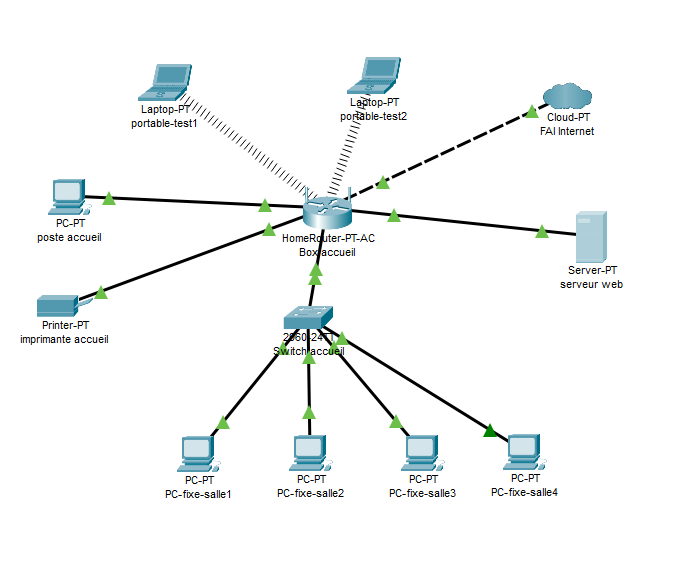 Laptop-PT
portable-test1
Laptop-PT
portable-test2
Cloud-PT
FAI Internet
PC-PT
poste accueil
HomeRouter-PT-AC
Box accueil
Server-PT
serveur web
Printer-PT
imprimante accueil
2960-24TT
Switch accueil
PC-PT
PC-fixe-salle1
PC-PT
PC-fixe-salle2
PC-PT
PC-fixe-salle3
PC-PT
PC-fixe-salle4